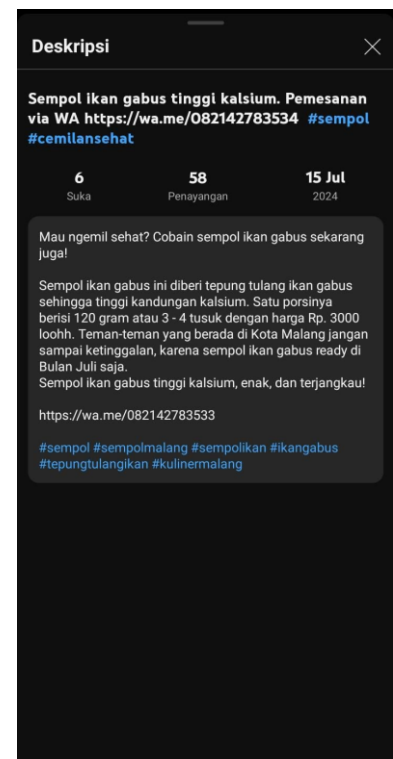 Deskripsi
Sempol ikan gabus tinggi kalsium. Pemesanan
via WA https://wa.me/082142783534 #sempol
#cemilansehat
6
Suka
58
Penayangan
15 Jul
2024
Mau ngemil sehat? Cobain sempol ikan gabus sekarang
juga!
Sempol ikan gabus ini diberi tepung tulang ikan gabus
sehingga tinggi kandungan kalsium. Satu porsinya
berisi 120 gram atau 3 - 4 tusuk dengan harga Rp. 3000
loohh. Teman-teman yang berada di Kota Malang jangan
sampai ketinggalan, karena sempol ikan gabus ready di
Bulan Juli saja.
Sempol ikan gabus tinggi kalsium, enak, dan terjangkau!
https://wa.me/082142783533
#sempol #sempolmalang #sempolikan #ikangabus
#tepungtulangikan #kulinermalang